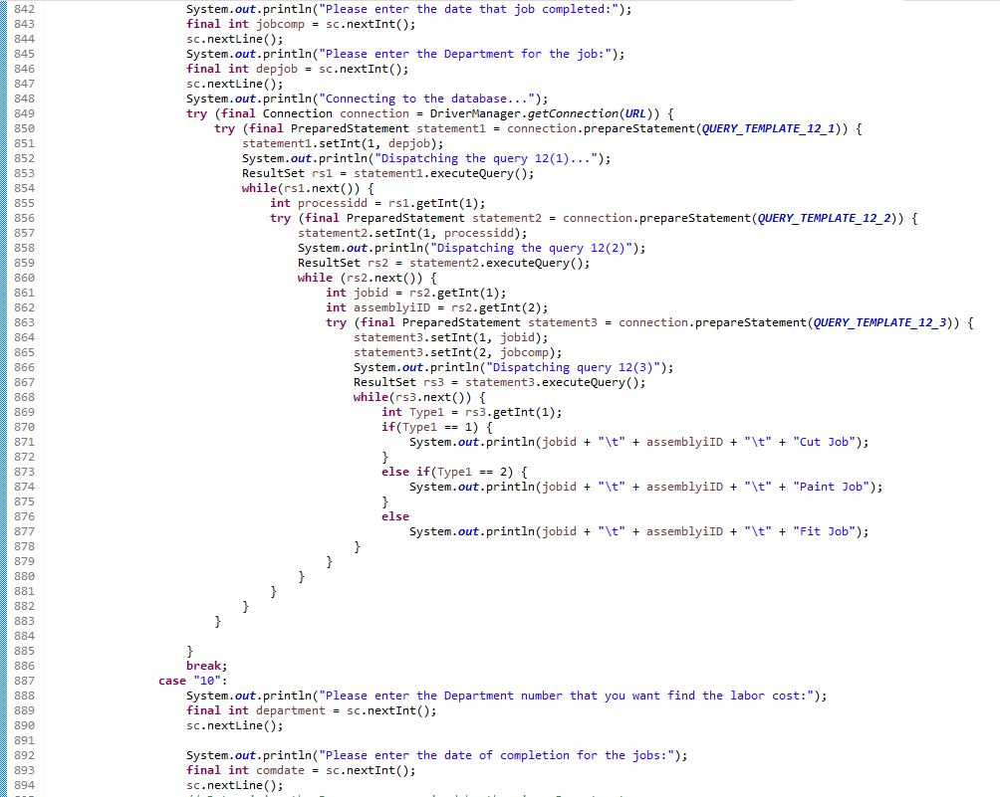 842 System.out.println("Please enter the date that job completed:");
843 final int jobcomp = sc.nextInt();
844 sc.nextLine();
845 System.out.println("Please enter the Department for the job:");
846 final int depjob = sc.nextInt();
847 sc.nextLine();
848 System.out.println("Connecting to the database...");
849 try (final Connection connection = DriverManager.getConnection(URL)) {
850 try (final PreparedStatement statement1 = connection.prepareStatement(QUERY_TEMPLATE_12_1)) {
851 statement1.setInt(1, depjob);
852 System.out.println("Dispatching the query 12(1)...");
853 ResultSet rs1 = statement1.executeQuery();
854 while(rs1.next()) {
855 int processidd = rs1.getInt(1);
856 try (final PreparedStatement statement2 = connection.prepareStatement(QUERY_TEMPLATE_12_2)) {
857 statement2.setInt(1, processidd);
858 System.out.println("Dispatching the query 12(2)");
859 ResultSet rs2 = statement2.executeQuery();
860 while (rs2.next()) {
861 int jobid = rs2.getInt(1);
862 int assemblyiID = rs2.getInt(2);
863 try (final PreparedStatement statement3 = connection.prepareStatement(QUERY_TEMPLATE_12_3)) {
864 statement3.setInt(1, jobid);
865 statement3.setInt(2, jobcomp);
866 System.out.println("Dispatching query 12(3)");
867 ResultSet rs3 = statement3.executeQuery();
868 while(rs3.next()) {
869 int Type1 = rs3.getInt(1);
870 if(Type1 == 1) {
871 System.out.println(jobid + "\t" + assemblyiID + "\t" + "Cut Job");
872 }
873 else if(Type1 == 2) {
874 System.out.println(jobid + "\t" + assemblyiID + "\t" + "Paint Job");
875 }
876 else
877 System.out.println(jobid + "\t" + assemblyiID + "\t" + "Fit Job");
878 }
879 }
880 }
881 }
882 }
883 }
884
885 }
886 break;
887 case "10":
888 System.out.println("Please enter the Department number that you want find the labor cost:");
889 final int department = sc.nextInt();
890 sc.nextLine();
891
892 System.out.println("Please enter the date of completion for the jobs:");
893 final int comdate = sc.nextInt();
894 sc.nextLine();